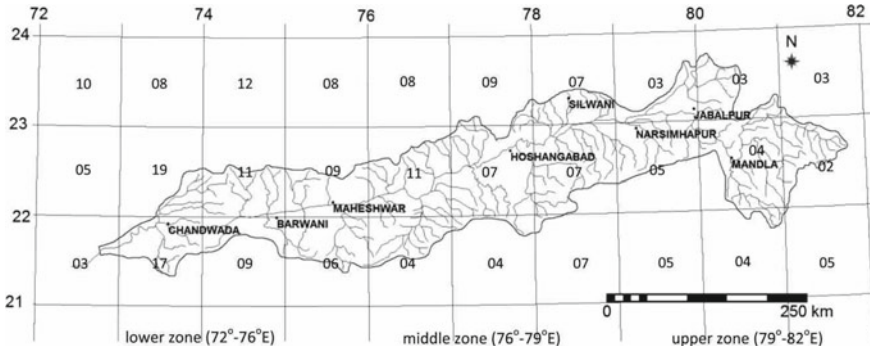 72 74 76 78 80 82
24
N
10 08 12 08 08 09 07 03 03 03
SILWANI
JABALPUR
23
NARSIMHAPUR
HOSHANGABAD
04
MANDLA
05 19 11 09 11 07 07 05 02
MAHESHWAR
22
CHANDWADA BARWANI
03 17 09 06 04 04 07 05 04 05
21
0 250 km
lower zone (72°-76°E) middle zone (76°-79°E) upper zone (79°-82°E)